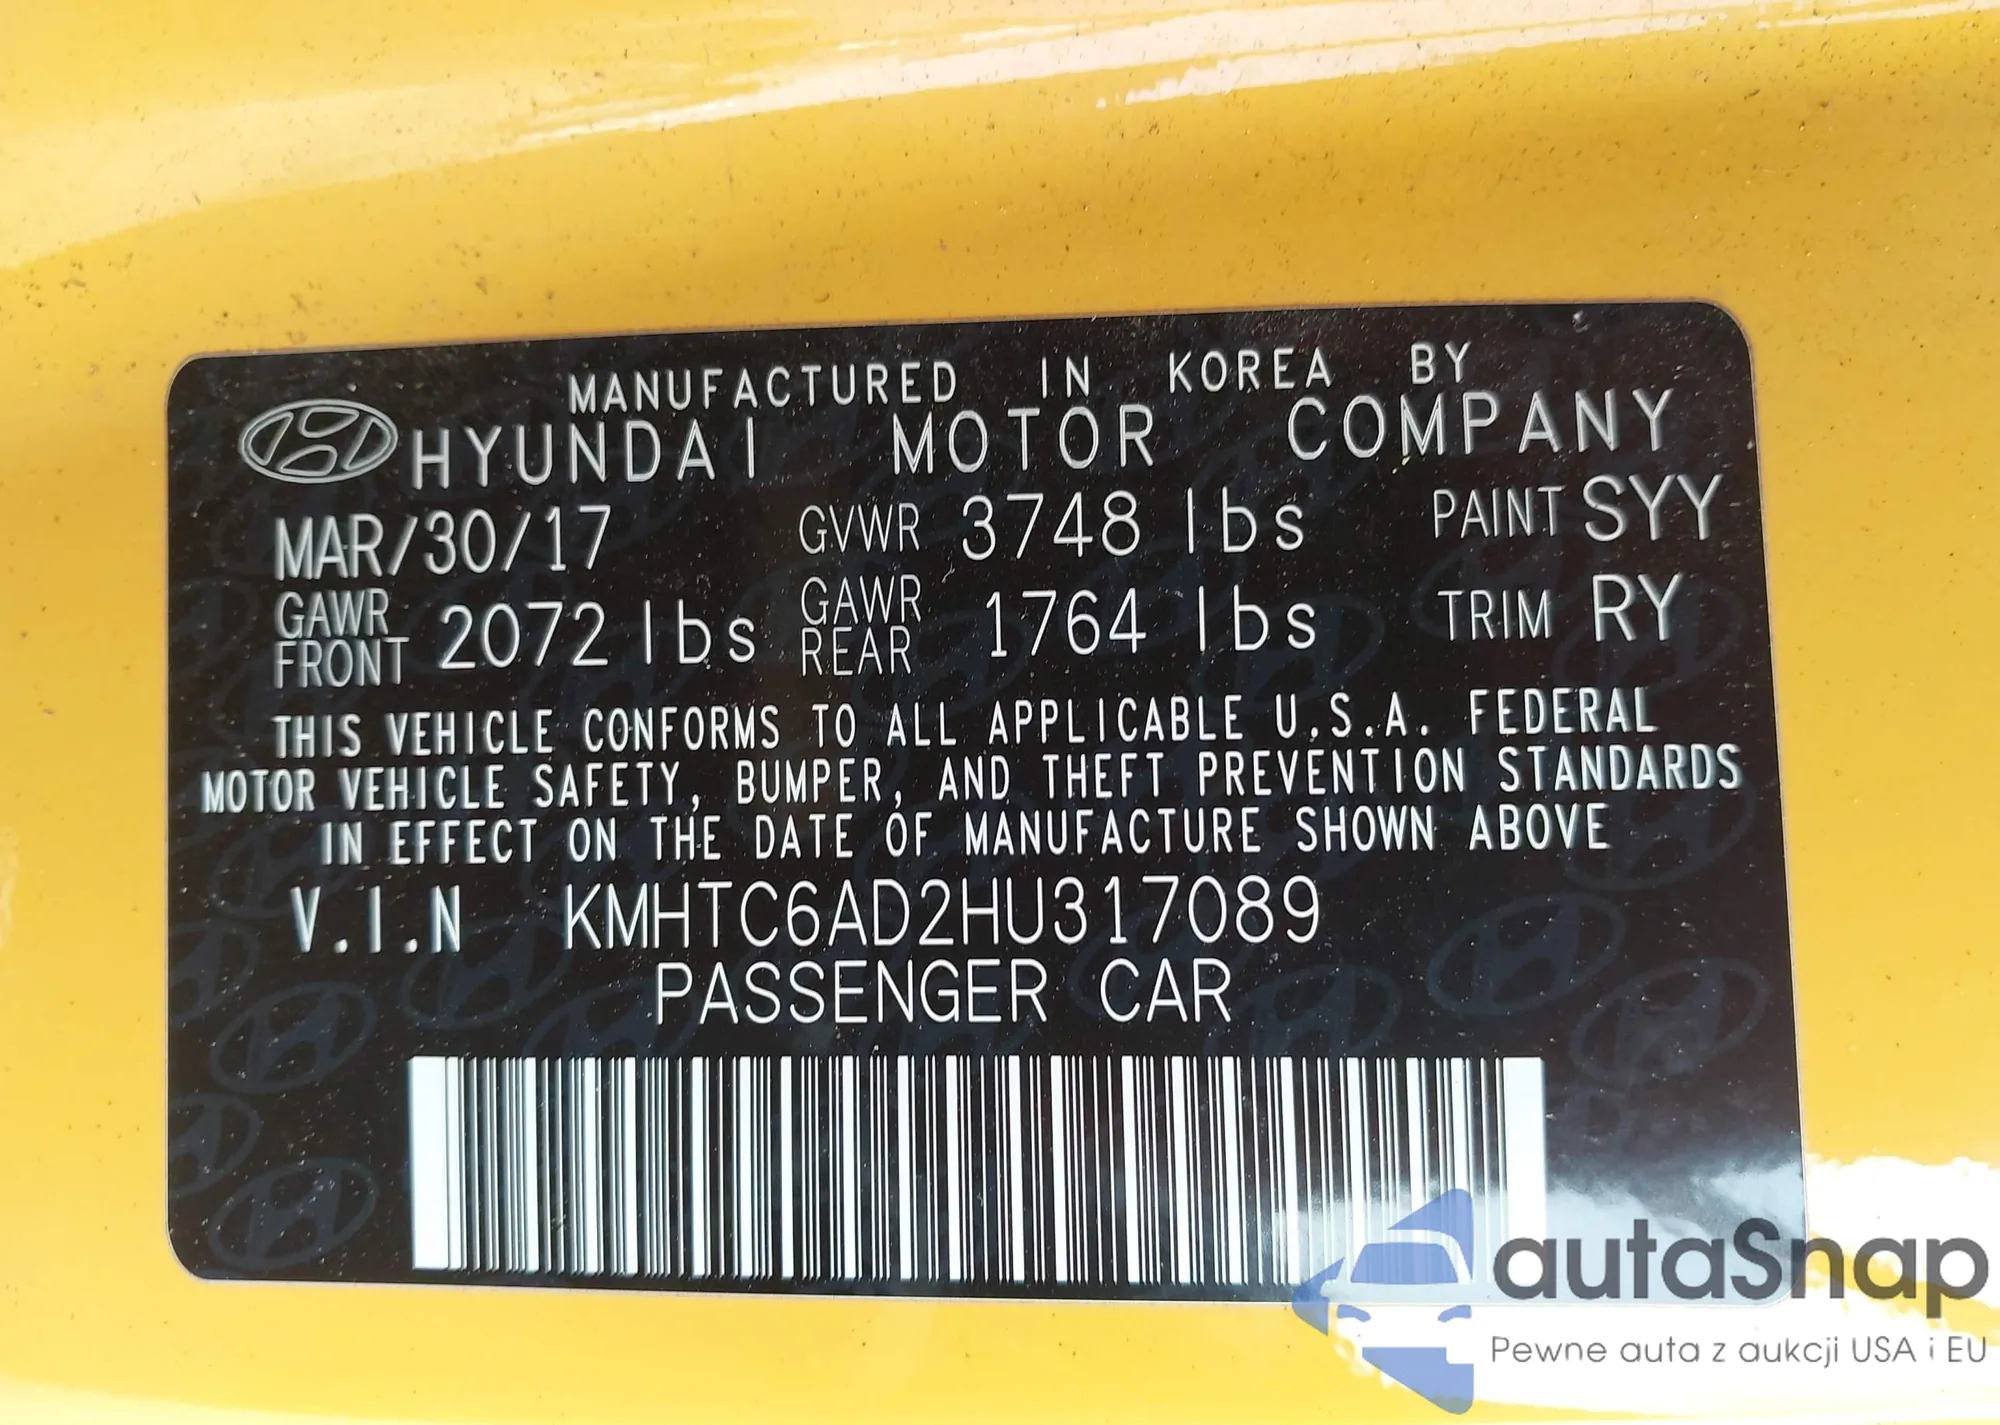 MANUFACTURED IN KOREA BY
HYUNDAI MOTOR COMPANY
MAR/30/17 GVWR 3748 lbs PAINT SYY
GAWR FRONT 2072 lbs GAWR REAR 1764 lbs TRIM RY
THIS VEHICLE CONFORMS TO ALL APPLICABLE U.S.A. FEDERAL
MOTOR VEHICLE SAFETY, BUMPER, AND THEFT PREVENTION STANDARDS
IN EFFECT ON THE DATE OF MANUFACTURE SHOWN ABOVE
V.I.N KMHTC6AD2HU317089
PASSENGER CAR
autaSnap
Pewne auta z aukcji USA i EU